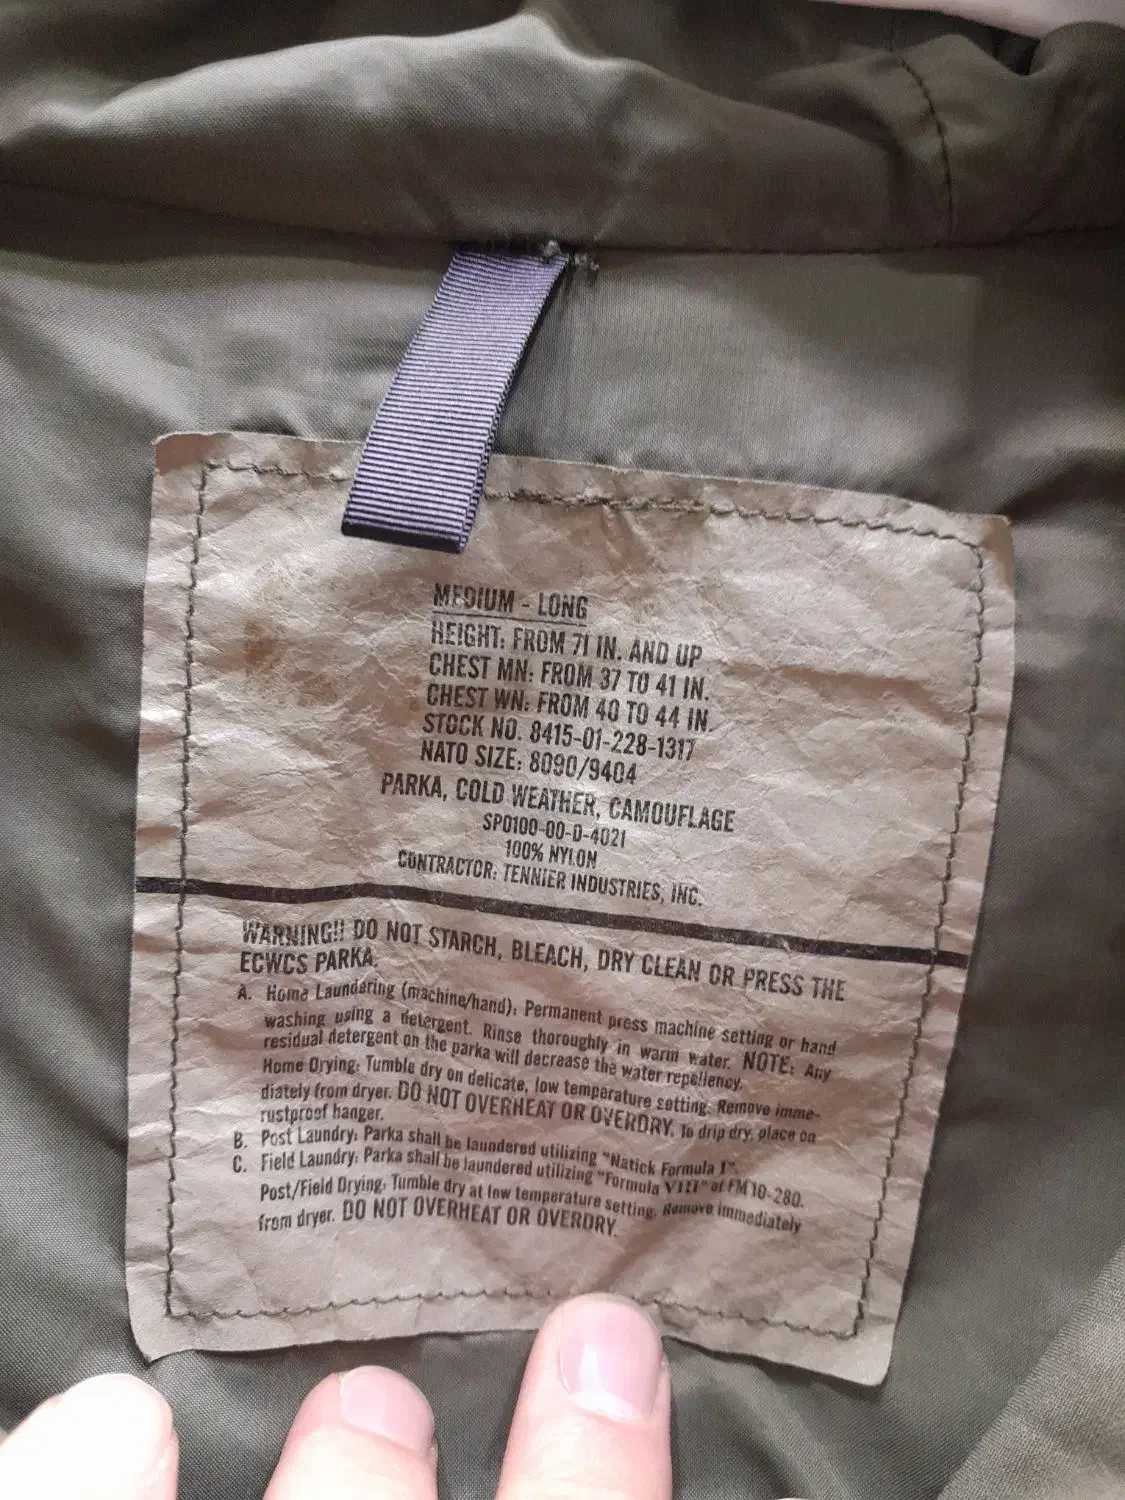 MEDIUM - LONG
HEIGHT: FROM 71 IN. AND UP
CHEST MN: FROM 37 TO 41 IN.
CHEST WN: FROM 40 TO 44 IN.
STOCK NO. 8415-01-228-1317
NATO SIZE: 8090/9404
PARKA, COLD WEATHER, CAMOUFLAGE
SP0100-00-D-4021
100% NYLON
CONTRACTOR: TENNIER INDUSTRIES, INC.
WARNING!! DO NOT STARCH, BLEACH, DRY CLEAN OR PRESS THE
ECWCS PARKA.
A. Home Laundering (machine/hand): Permanent press machine setting or hand
washing using a detergent. Rinse thoroughly in warm water. NOTE: Any
residual detergent on the parka will decrease the water repellency.
Home Drying: Tumble dry on delicate, low temperature setting. Remove imme-
diately from dryer. DO NOT OVERHEAT OR OVERDRY. To drip dry, place on
rustproof hanger.
B. Post Laundry: Parka shall be laundered utilizing "Natick Formula I".
C. Field Laundry: Parka shall be laundered utilizing "Formula VIII" of FM 10-280.
Post/Field Drying: Tumble dry at low temperature setting. Remove immediately
from dryer. DO NOT OVERHEAT OR OVERDRY.